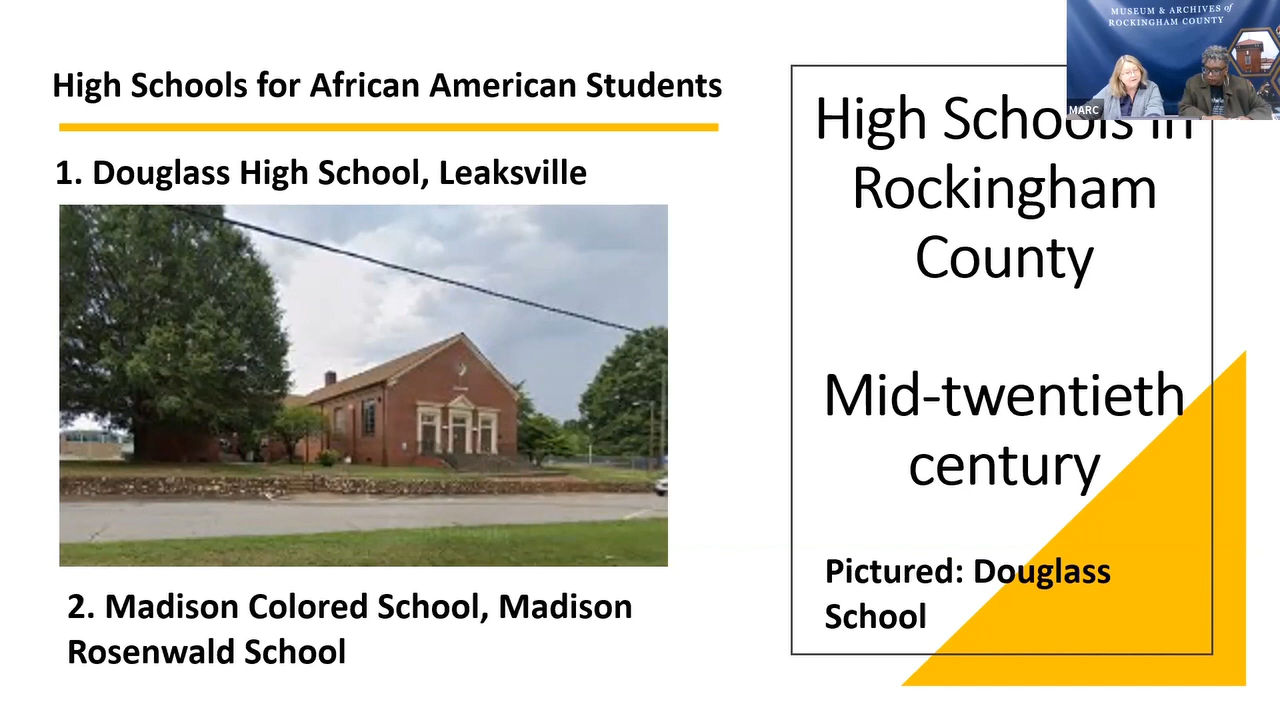 MUSEUM & ARCHIVES of
ROCKINGHAM COUNTY
MARC
High Schools for African American Students
1. Douglass High School, Leaksville
2. Madison Colored School, Madison
Rosenwald School
High Schools in
Rockingham
County
Mid-twentieth
century
Pictured: Douglass
School